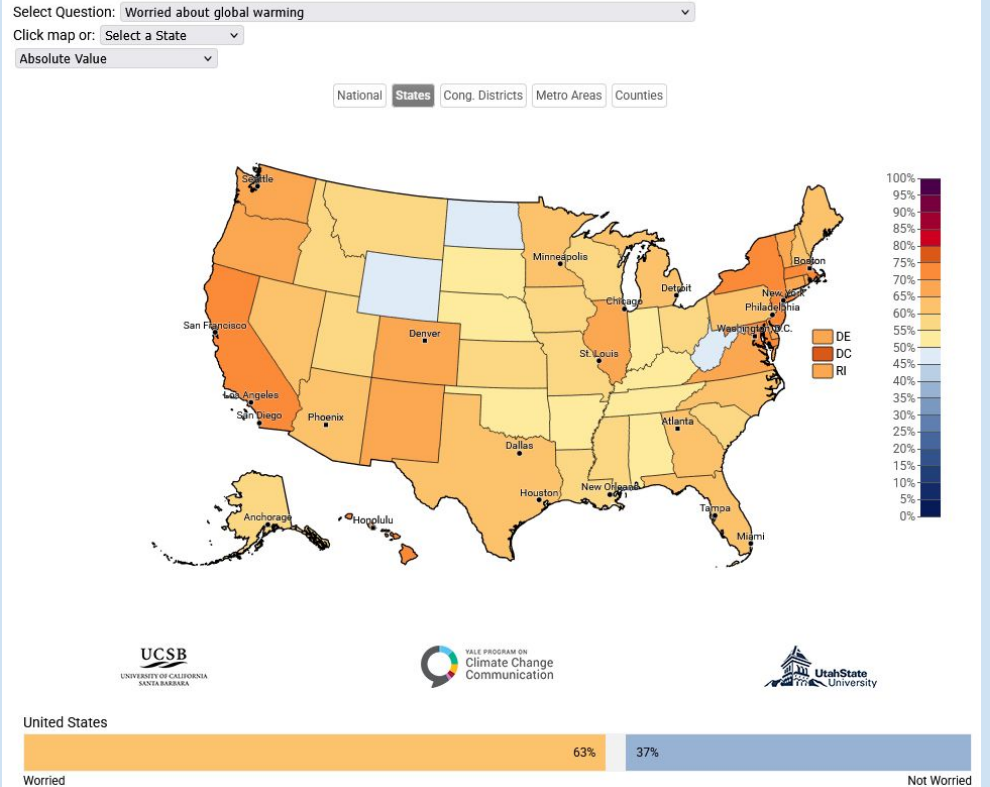 Select Question: Worried about global warming
Click map or: Select a State
Absolute Value
National States Cong. Districts Metro Areas Counties
Seattle
Minneapolis
Boston
Detroit
Chicago
New York
Philadelphia
San Francisco
Denver
Washington, D.C.
St. Louis
Los Angeles
San Diego
Phoenix
Atlanta
Dallas
Houston
New Orleans
Tampa
Anchorage
Honolulu
Miami
DE
DC
RI
100%
95%
90%
85%
80%
75%
70%
65%
60%
55%
50%
45%
40%
35%
30%
25%
20%
15%
10%
5%
0%
UCSB
UNIVERSITY OF CALIFORNIA
SANTA BARBARA
YALE PROGRAM ON
Climate Change
Communication
UtahState
University
United States
63% 37%
Worried Not Worried